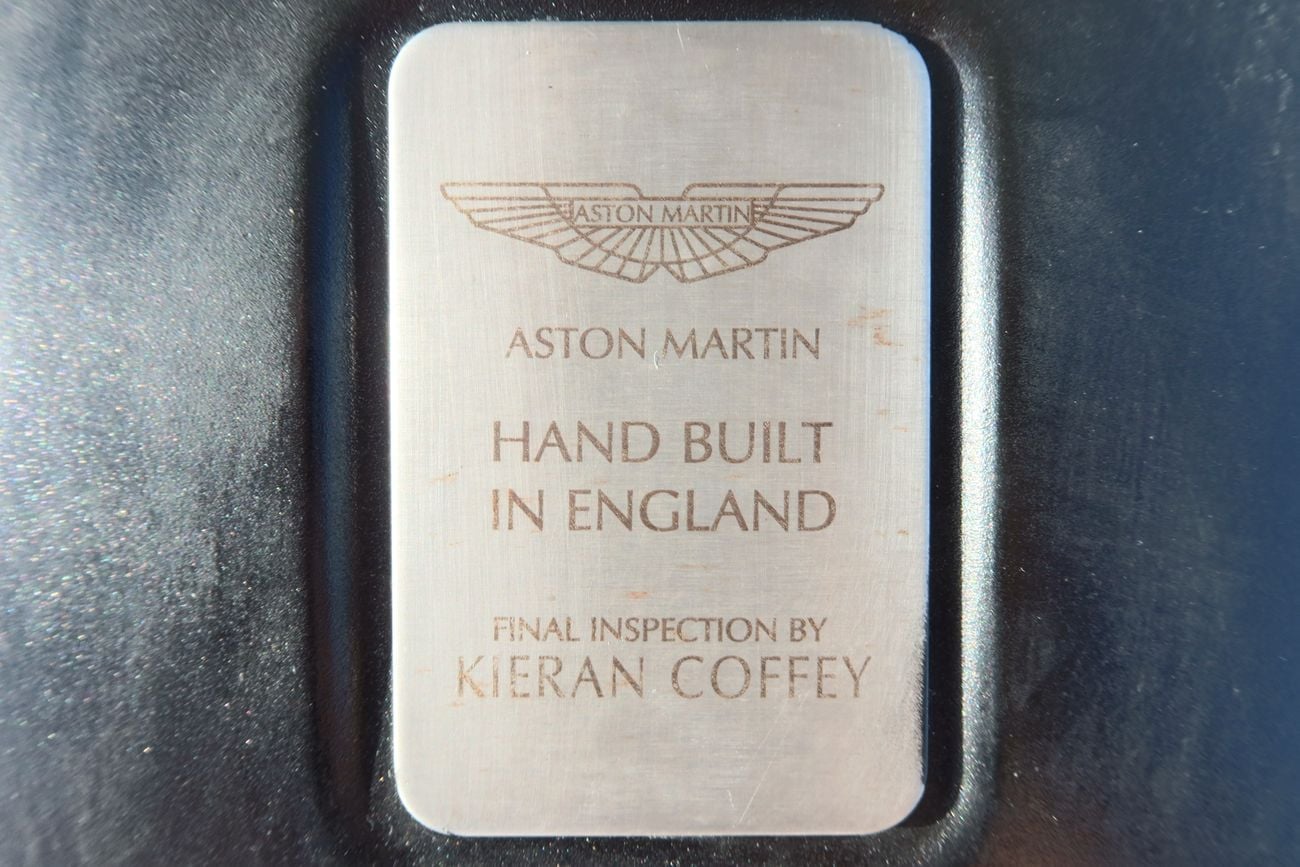 ASTON MARTIN
ASTON MARTIN
HAND BUILT
IN ENGLAND
FINAL INSPECTION BY
KIERAN COFFEY